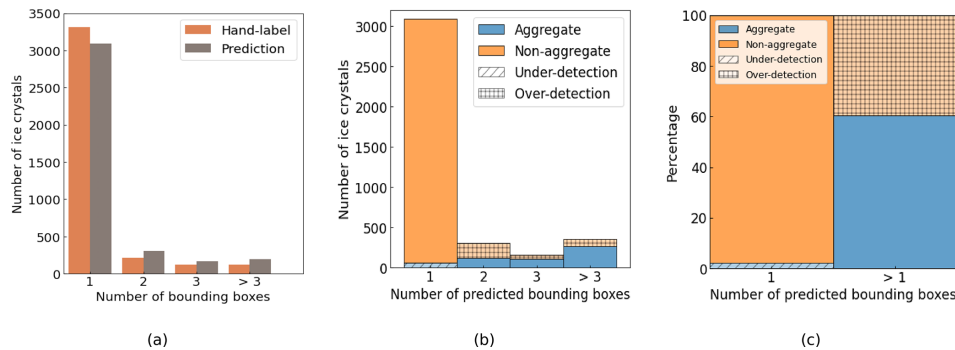 3500
3000
2500
2000
1500
1000
500
0
Number of ice crystals
Hand-label
Prediction
1 2 3 > 3
Number of bounding boxes
(a)
3000
2500
2000
1500
1000
500
0
Number of ice crystals
Aggregate
Non-aggregate
Under-detection
Over-detection
1 2 3 > 3
Number of predicted bounding boxes
(b)
100
80
60
40
20
0
Percentage
Aggregate
Non-aggregate
Under-detection
Over-detection
1 > 1
Number of predicted bounding boxes
(c)